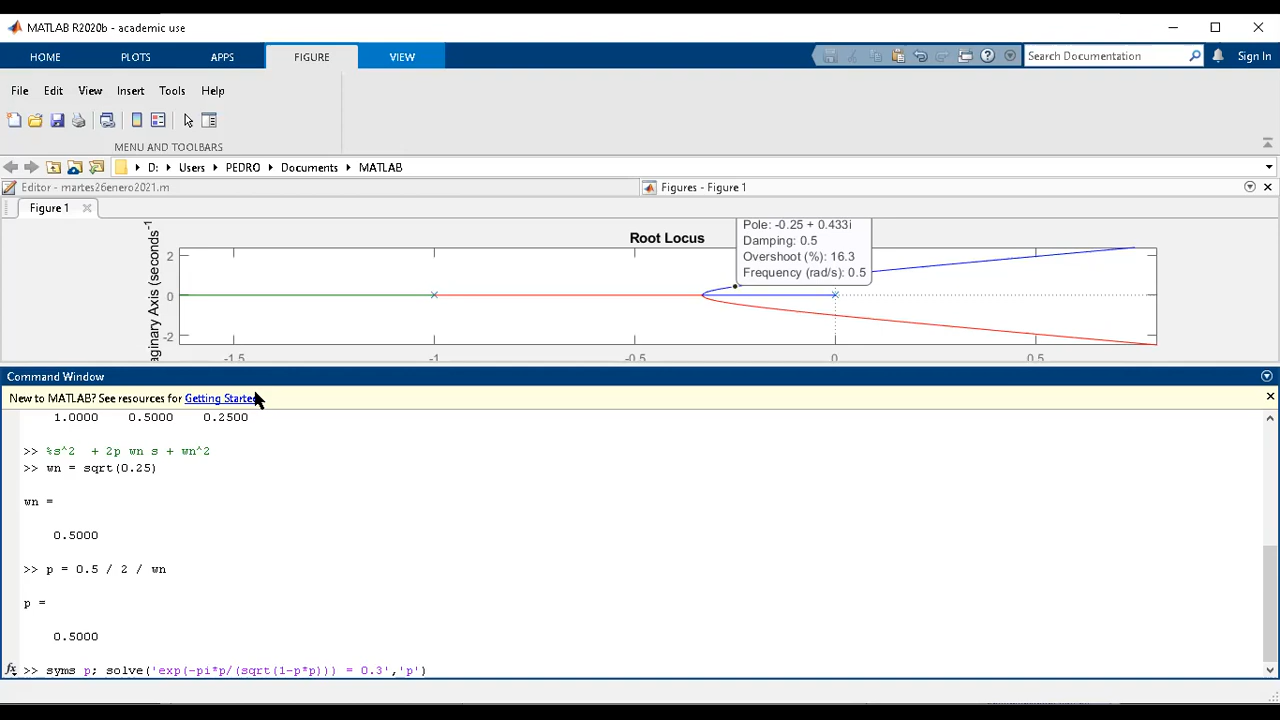 MATLAB R2020b - academic use
HOME PLOTS APPS FIGURE VIEW Search Documentation Sign In
File Edit View Insert Tools Help
MENU AND TOOLBARS
D: Users PEDRO Documents MATLAB
Editor - martes26enero2021.m Figures - Figure 1
Figure 1
Root Locus
Pole: -0.25 + 0.433i
Damping: 0.5
Overshoot (%): 16.3
Frequency (rad/s): 0.5
aginary Axis (seconds⁻¹
2
0
-2
-1.5 -1 -0.5 0 0.5
Command Window
New to MATLAB? See resources for Getting Started
1.0000 0.5000 0.2500
>> %s^2  + 2p wn s + wn^2
>> wn = sqrt(0.25)
wn =
0.5000
>> p = 0.5 / 2 / wn
p =
0.5000
fx >> syms p; solve('exp(-pi*p/(sqrt(1-p*p))) = 0.3','p')